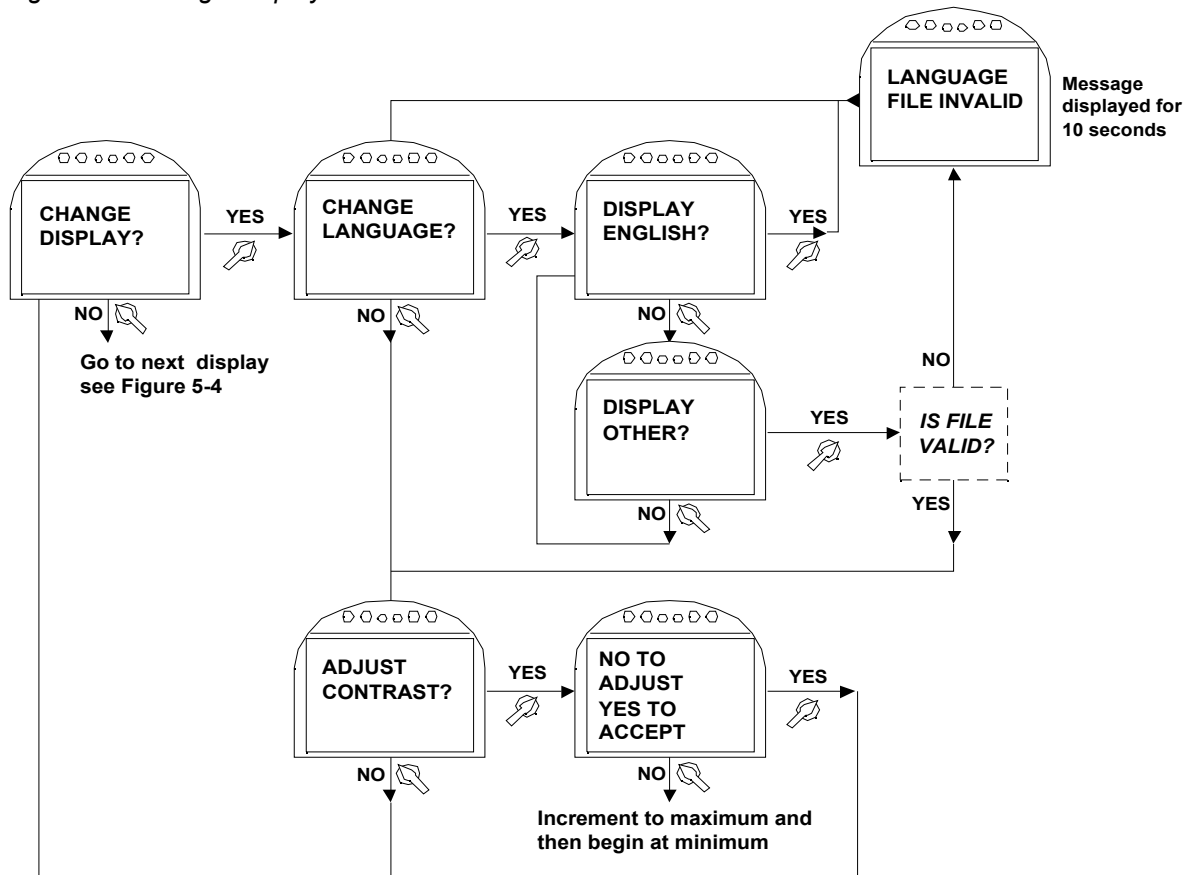 LANGUAGE
FILE INVALID
Message
displayed for
10 seconds
CHANGE
DISPLAY?
YES
CHANGE
LANGUAGE?
YES
DISPLAY
ENGLISH?
YES
NO
Go to next display
see Figure 5-4
NO
NO
DISPLAY
OTHER?
YES
NO
IS FILE
VALID?
NO
YES
ADJUST
CONTRAST?
YES
NO TO
ADJUST
YES TO
ACCEPT
YES
NO
NO
Increment to maximum and
then begin at minimum